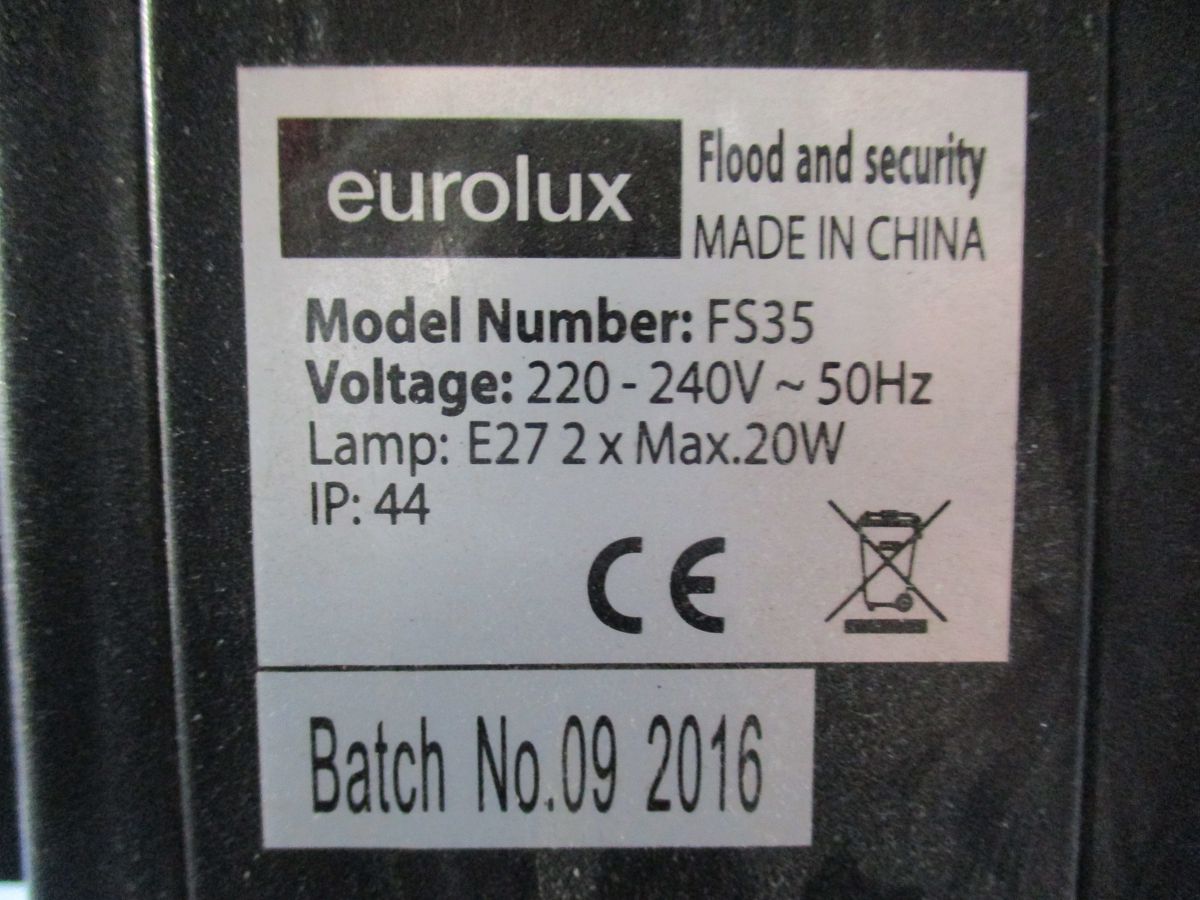 eurolux
Flood and security
MADE IN CHINA
Model Number: FS35
Voltage: 220 - 240V ~ 50Hz
Lamp: E27 2 x Max.20W
IP: 44
CE
Batch No.09 2016